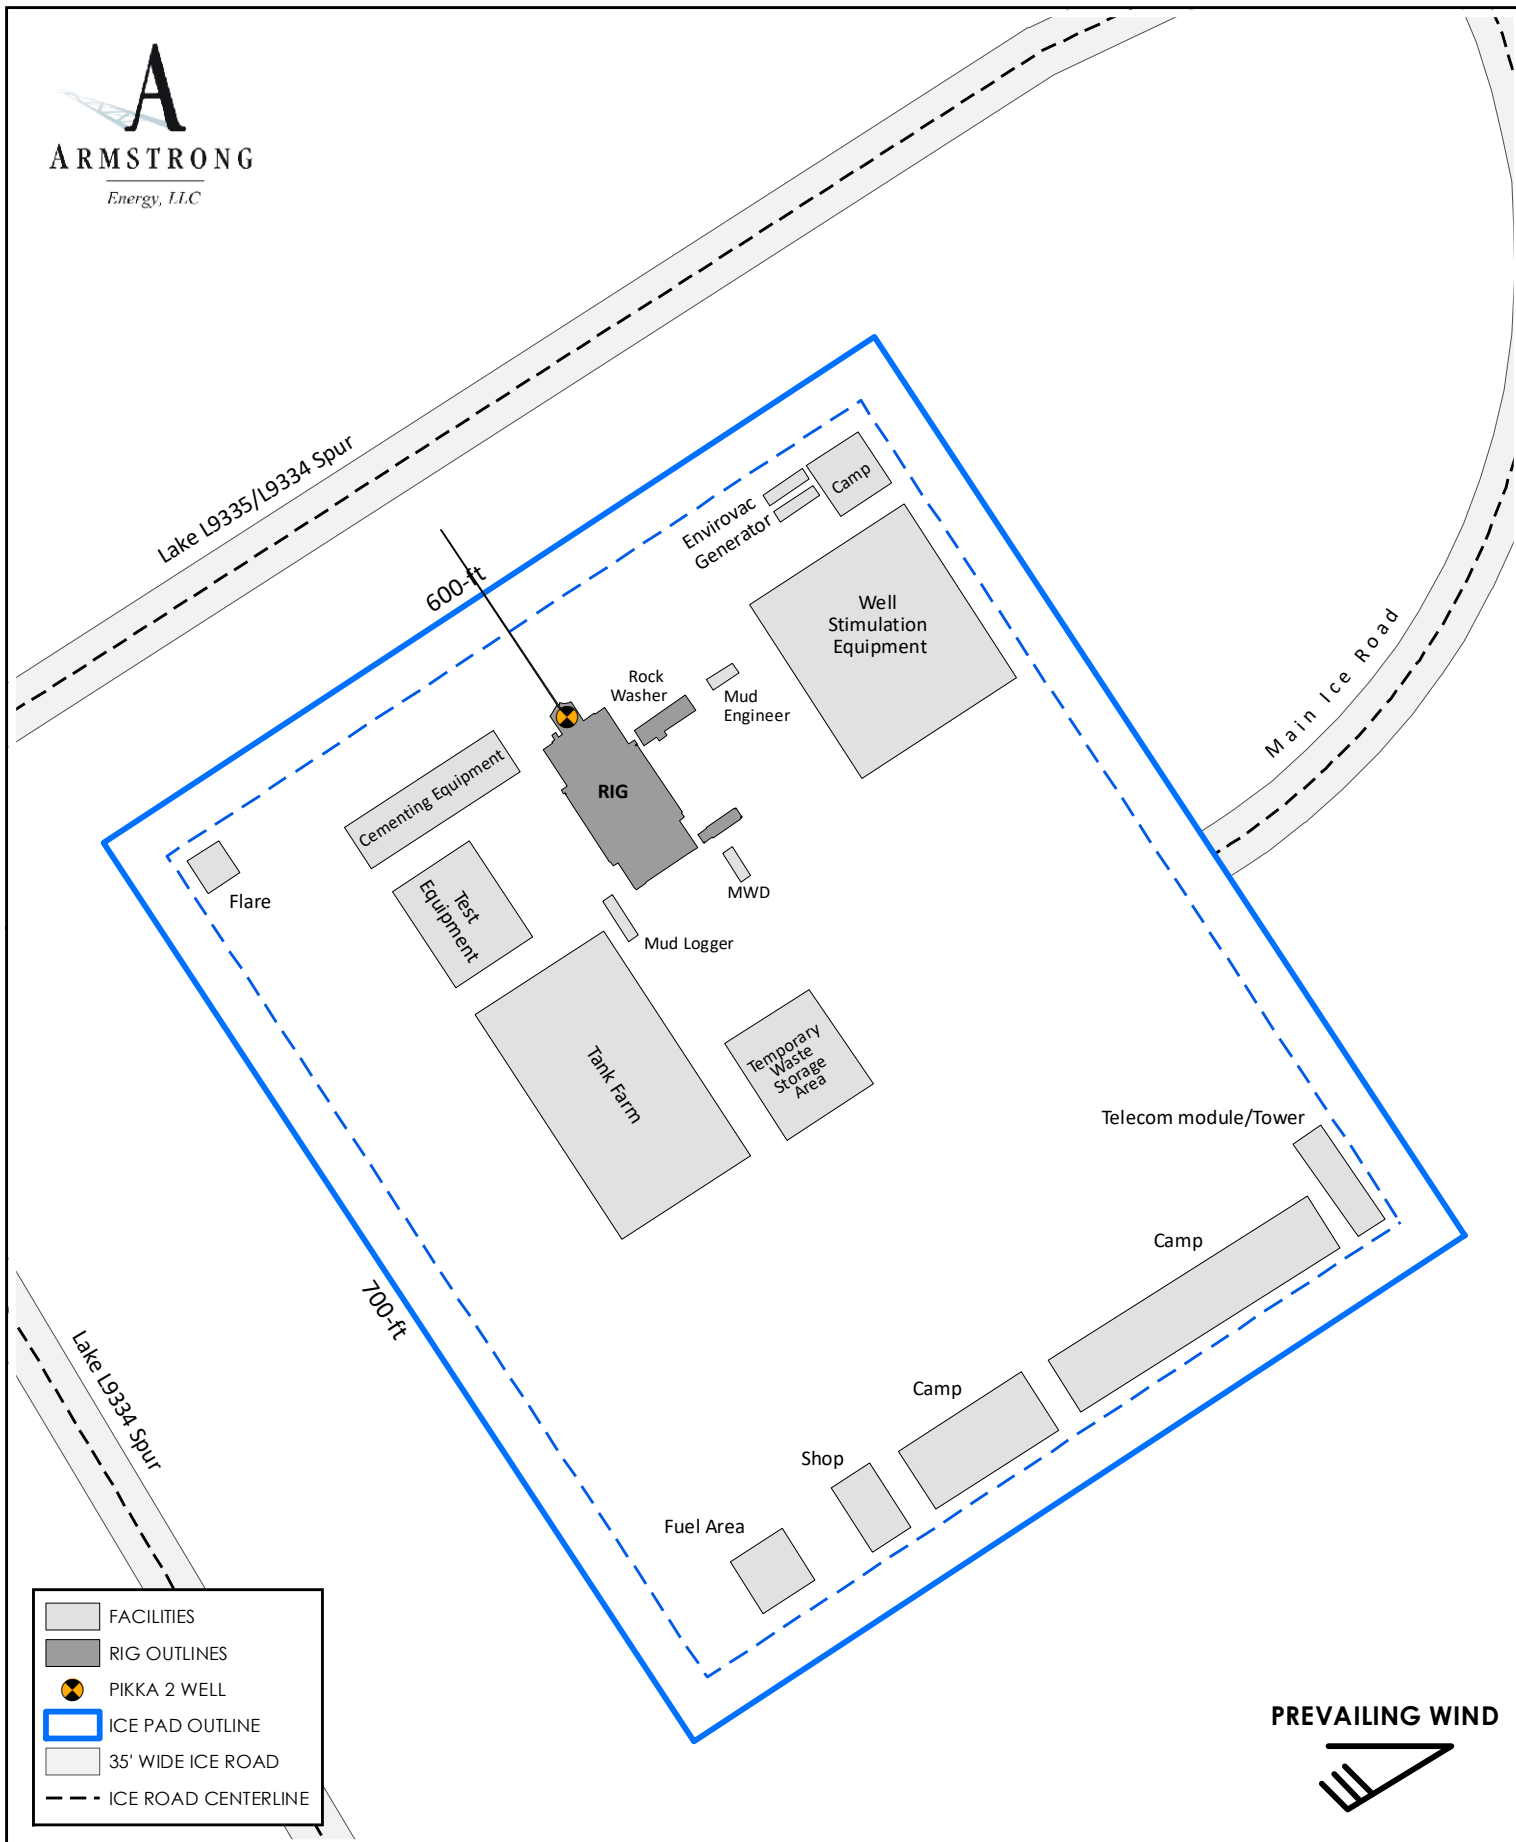 A
ARMSTRONG
Energy, LLC
Lake L9335/L9334 Spur
600-ft
Camp
Envirovac
Generator
Well
Stimulation
Equipment
Main Ice Road
Rock
Washer
Mud
Engineer
RIG
Cementing Equipment
Flare
Test
Equipment
MWD
Mud Logger
Tank Farm
Temporary
Waste
Storage
Area
Telecom module/Tower
Camp
700-ft
Lake L9334 Spur
Camp
Shop
Fuel Area
FACILITIES
RIG OUTLINES
PIKKA 2 WELL
ICE PAD OUTLINE
35' WIDE ICE ROAD
ICE ROAD CENTERLINE
PREVAILING WIND